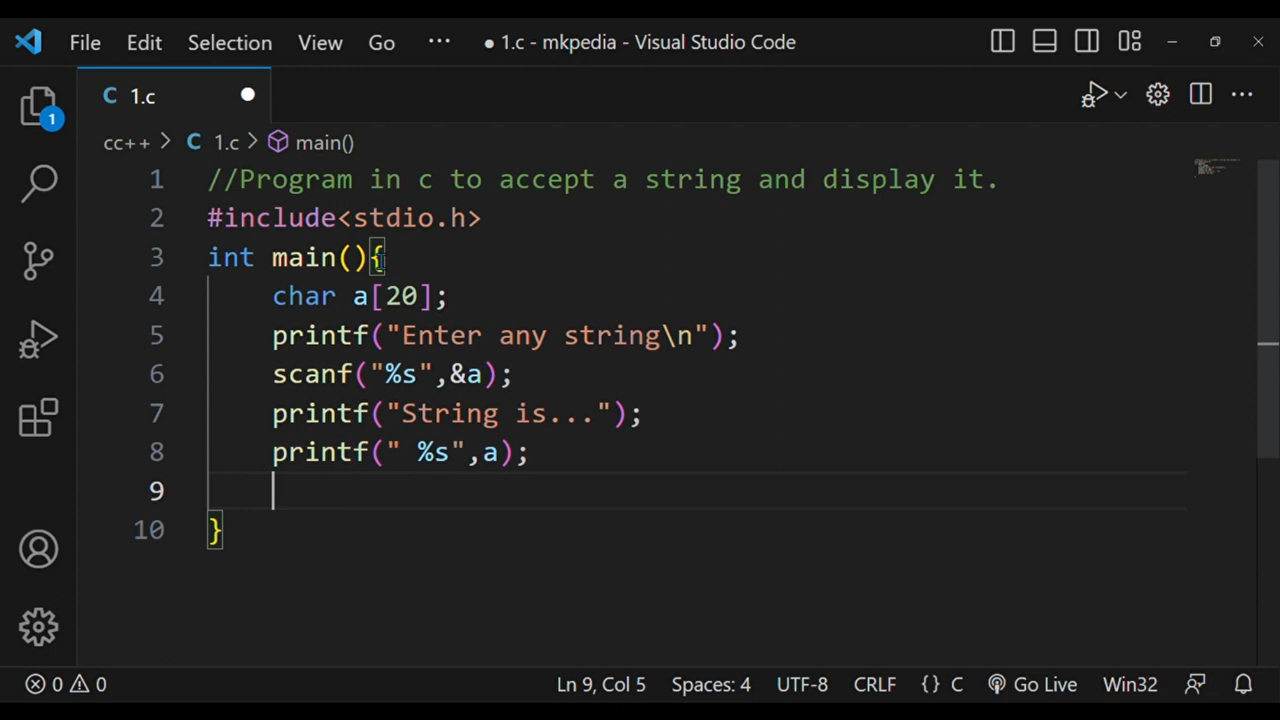 File Edit Selection View Go ··· ● 1.c - mkpedia - Visual Studio Code
C 1.c ●
1
cc++ > C 1.c > main()
1 //Program in c to accept a string and display it.
2 #include<stdio.h>
3 int main(){
4 char a[20];
5 printf("Enter any string\n");
6 scanf("%s",&a);
7 printf("String is...");
8 printf(" %s",a);
9
10 }
0 0 Ln 9, Col 5 Spaces: 4 UTF-8 CRLF {} C Go Live Win32